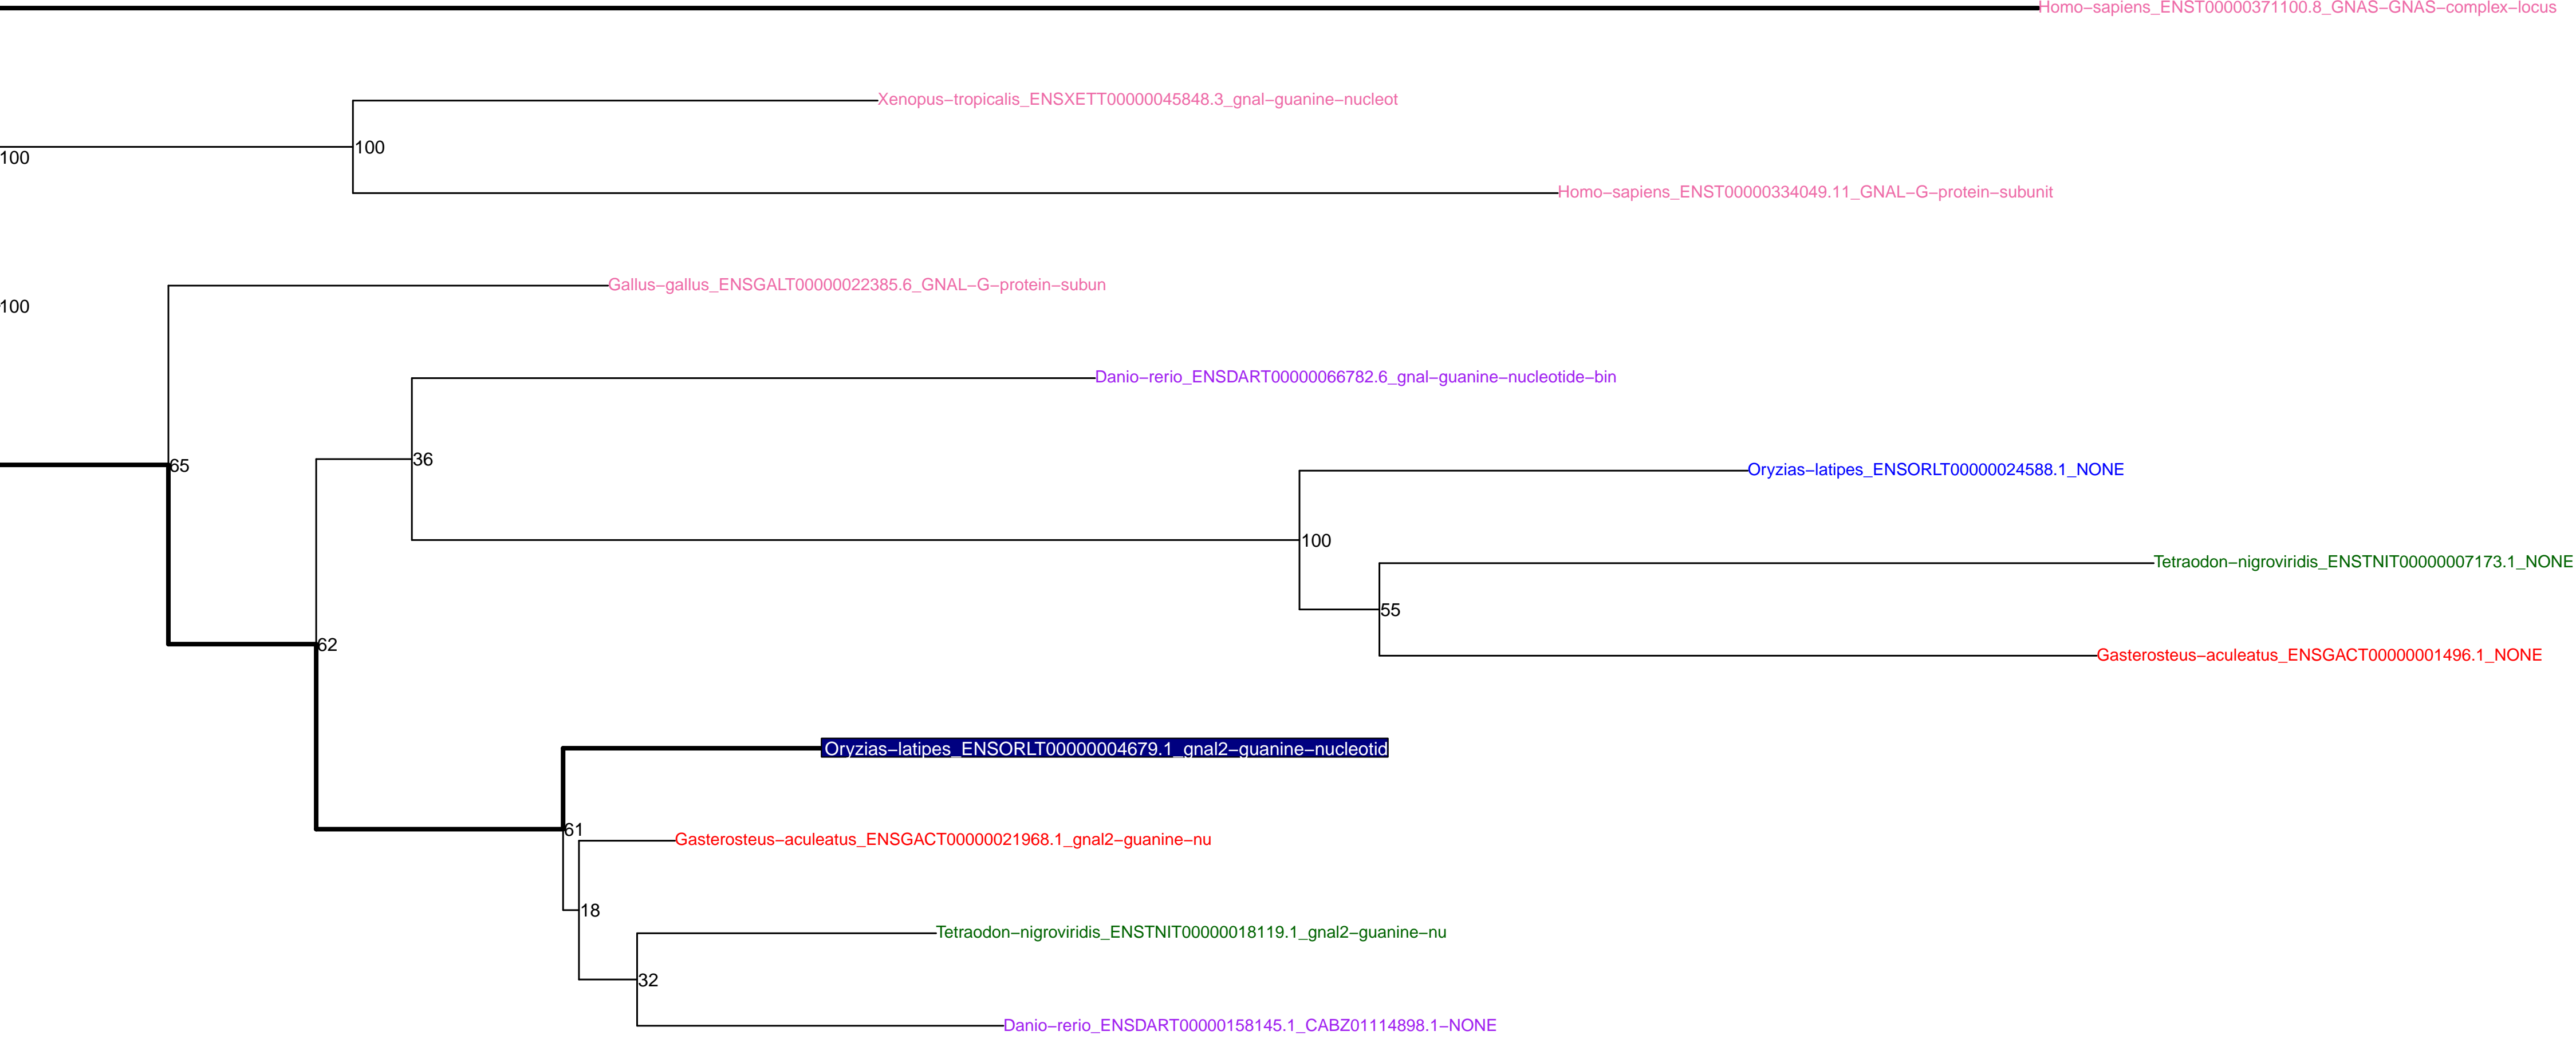 Homo−sapiens_ENST00000371100.8_GNAS−GNAS−complex−locus
Xenopus−tropicalis_ENSXETT00000045848.3_gnal−guanine−nucleot
100
100
Homo−sapiens_ENST00000334049.11_GNAL−G−protein−subunit
Gallus−gallus_ENSGALT00000022385.6_GNAL−G−protein−subun
100
Danio−rerio_ENSDART00000066782.6_gnal−guanine−nucleotide−bin
36
65
Oryzias−latipes_ENSORLT00000024588.1_NONE
100
Tetraodon−nigroviridis_ENSTNIT00000007173.1_NONE
55
62
Gasterosteus−aculeatus_ENSGACT00000001496.1_NONE
Oryzias−latipes_ENSORLT00000004679.1_gnal2−guanine−nucleotid
61
Gasterosteus−aculeatus_ENSGACT00000021968.1_gnal2−guanine−nu
18
Tetraodon−nigroviridis_ENSTNIT00000018119.1_gnal2−guanine−nu
32
Danio−rerio_ENSDART00000158145.1_CABZ01114898.1−NONE